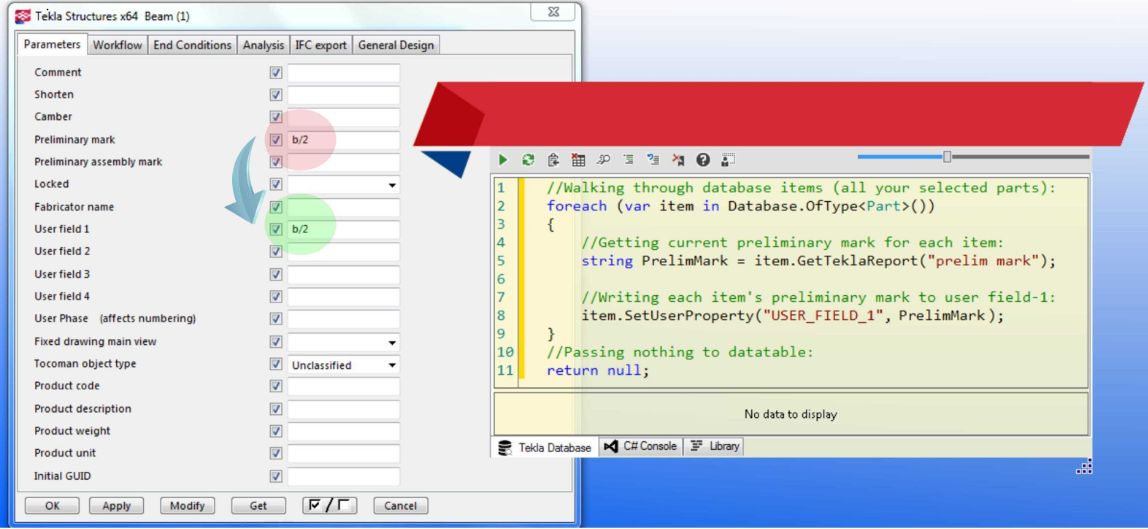 Tekla Structures x64 Beam (1)
Parameters Workflow End Conditions Analysis IFC export General Design
Comment
Shorten
Camber
Preliminary mark b/2
Preliminary assembly mark
Locked
Fabricator name
User field 1 b/2
User field 2
User field 3
User field 4
User Phase (affects numbering)
Fixed drawing main view
Tocoman object type Unclassified
Product code
Product description
Product weight
Product unit
Initial GUID
OK Apply Modify Get Cancel
1 //Walking through database items (all your selected parts):
2 foreach (var item in Database.OfType<Part>())
3 {
4 //Getting current preliminary mark for each item:
5 string PrelimMark = item.GetTeklaReport("prelim mark");
6
7 //Writing each item's preliminary mark to user field-1:
8 item.SetUserProperty("USER_FIELD_1", PrelimMark);
9 }
10 //Passing nothing to datatable:
11 return null;
No data to display
Tekla Database C# Console Library